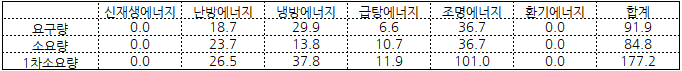 신재생에너지 난방에너지 냉방에너지 급탕에너지 조명에너지 환기에너지 합계
요구량 0.0 18.7 29.9 6.6 36.7 0.0 91.9
소요량 0.0 23.7 13.8 10.7 36.7 0.0 84.8
1차소요량 0.0 26.5 37.8 11.9 101.0 0.0 177.2